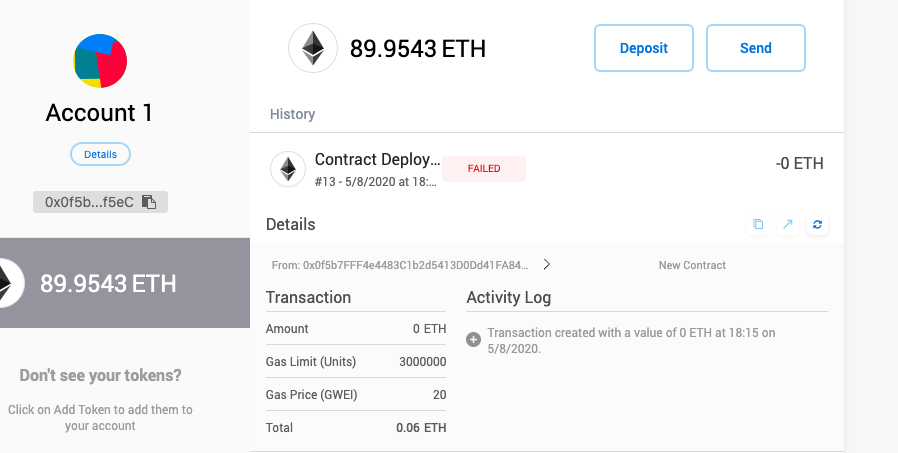 Account 1
Details
0x0f5b...f5eC
89.9543 ETH
Don't see your tokens?
Click on Add Token to add them to
your account
89.9543 ETH
Deposit
Send
History
Contract Deploy...
FAILED
-0 ETH
#13 - 5/8/2020 at 18:...
Details
From: 0x0f5b7FFF4e4483C1b2d5413D0Dd41FA84...
New Contract
Transaction
Amount 0 ETH
Gas Limit (Units) 3000000
Gas Price (GWEI) 20
Total 0.06 ETH
Activity Log
Transaction created with a value of 0 ETH at 18:15 on
5/8/2020.